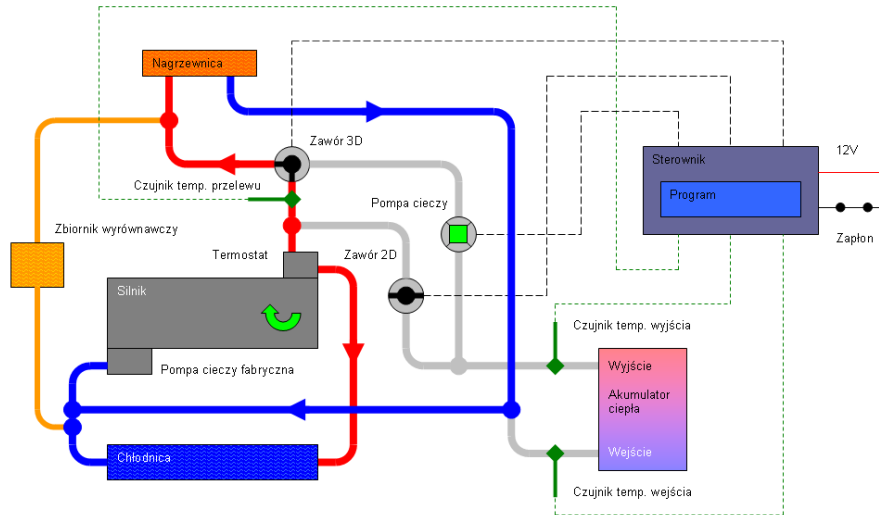 Nagrzewnica
Zawór 3D
Sterownik
12V
Czujnik temp. przelewu
Program
Pompa cieczy
Zbiornik wyrównawczy
Zapłon
Termostat
Zawór 2D
Silnik
Czujnik temp. wyjścia
Pompa cieczy fabryczna
Wyjście
Akumulator
ciepła
Chłodnica
Wejście
Czujnik temp. wejścia